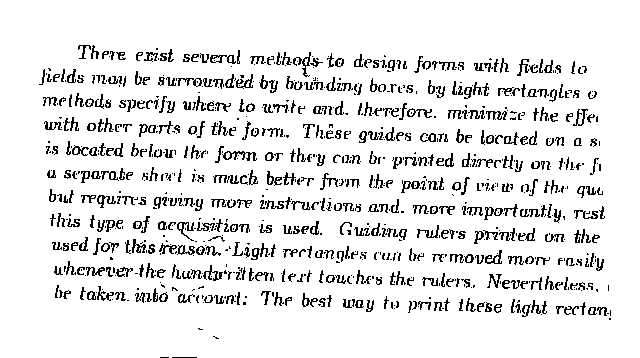 There exist several methods to design forms with fields to
fields may be surrounded by bounding boxes, by light rectangles o
methods specify where to write and, therefore, minimize the effe
with other parts of the form. These guides can be located on a s
is located below the form or they can be printed directly on the f
a separate sheet is much better from the point of view of the qua
but requires giving more instructions and, more importantly, rest
this type of acquisition is used. Guiding rulers printed on the
used for this reason. Light rectangles can be removed more easily
whenever the handwritten text touches the rulers. Nevertheless,
be taken into account: The best way to print these light rectang